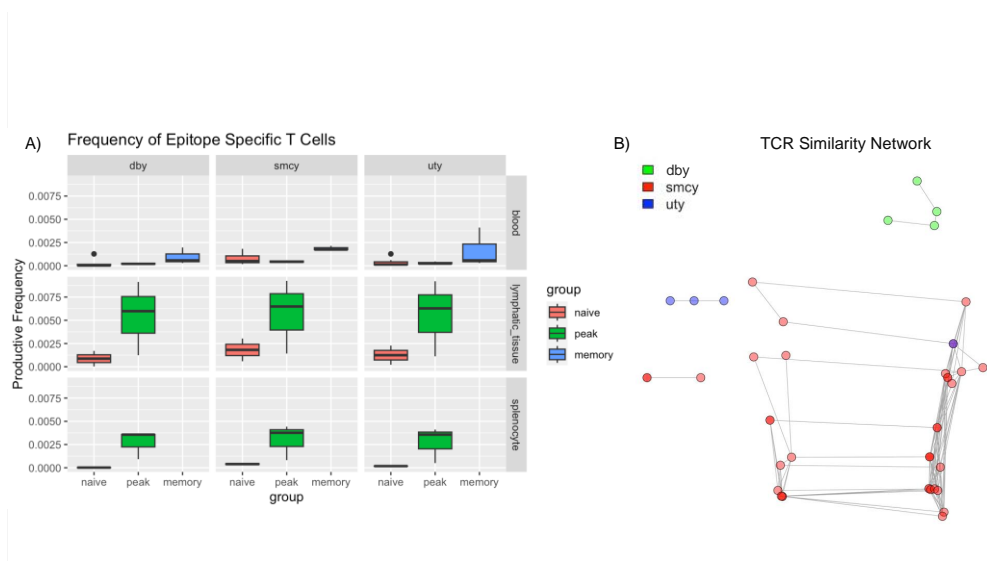 A)
Frequency of Epitope Specific T Cells
dby
smcy
uty
0.0075
0.0050
0.0025
0.0000
blood
0.0075
0.0050
0.0025
0.0000
lymphatic_tissue
0.0075
0.0050
0.0025
0.0000
splenocyte
Productive Frequency
naive
peak
memory
naive
peak
memory
naive
peak
memory
group
group
naive
peak
memory
B)
TCR Similarity Network
dby
smcy
uty